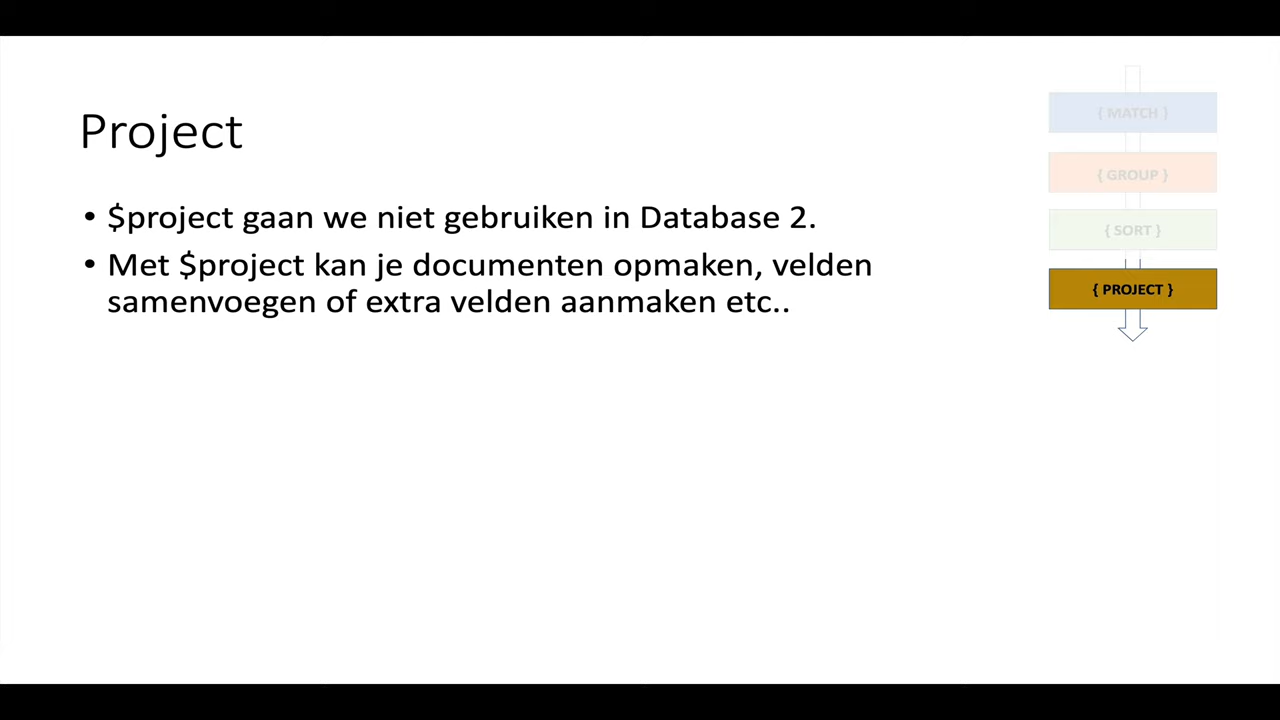 Project
• $project gaan we niet gebruiken in Database 2.
• Met $project kan je documenten opmaken, velden
samenvoegen of extra velden aanmaken etc..
{ MATCH }
{ GROUP }
{ SORT }
{ PROJECT }